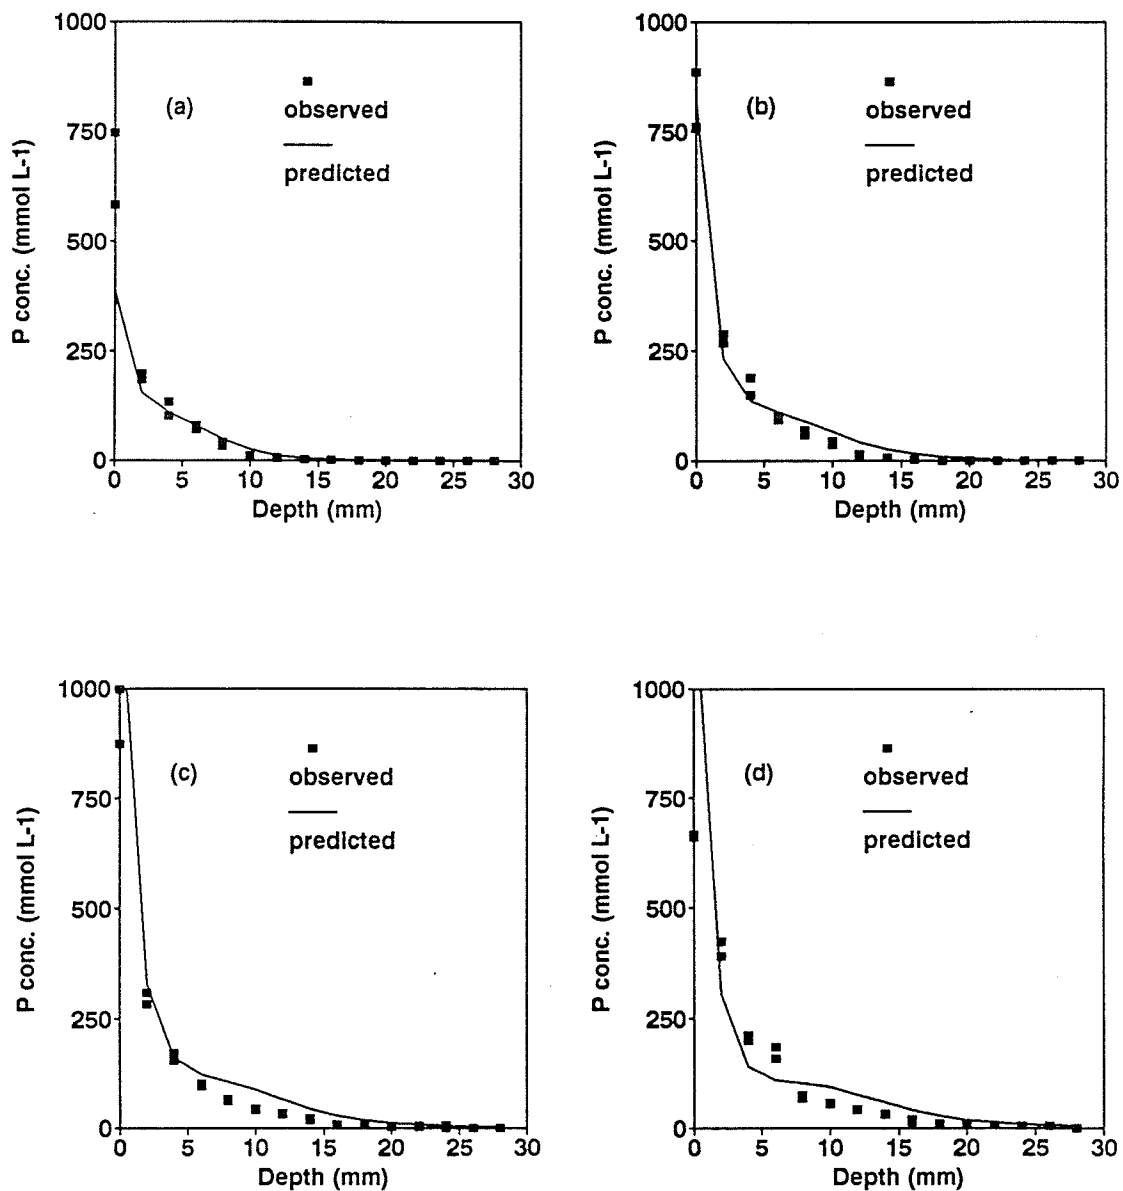 1000
750
500
250
0
P conc. (mmol L-1)
(a)
observed
predicted
0 5 10 15 20 25 30
Depth (mm)
1000
750
500
250
0
P conc. (mmol L-1)
(b)
observed
predicted
0 5 10 15 20 25 30
Depth (mm)
1000
750
500
250
0
P conc. (mmol L-1)
(c)
observed
predicted
0 5 10 15 20 25 30
Depth (mm)
1000
750
500
250
0
P conc. (mmol L-1)
(d)
observed
predicted
0 5 10 15 20 25 30
Depth (mm)